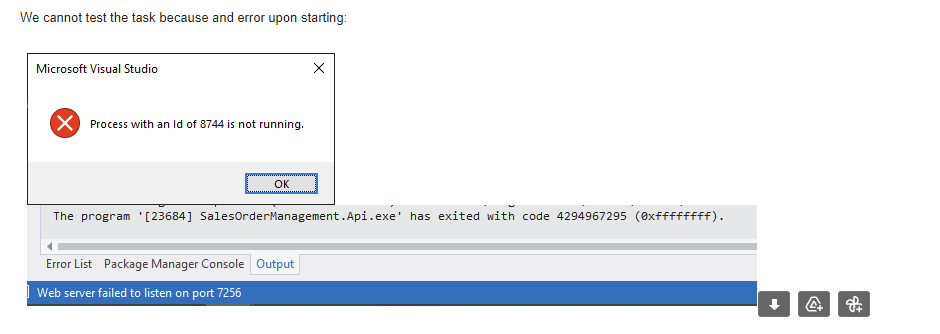 We cannot test the task because and error upon starting:
Microsoft Visual Studio
Process with an Id of 8744 is not running.
OK
The program '[23684] SalesOrderManagement.Api.exe' has exited with code 4294967295 (0xffffffff).
Error List Package Manager Console Output
Web server failed to listen on port 7256